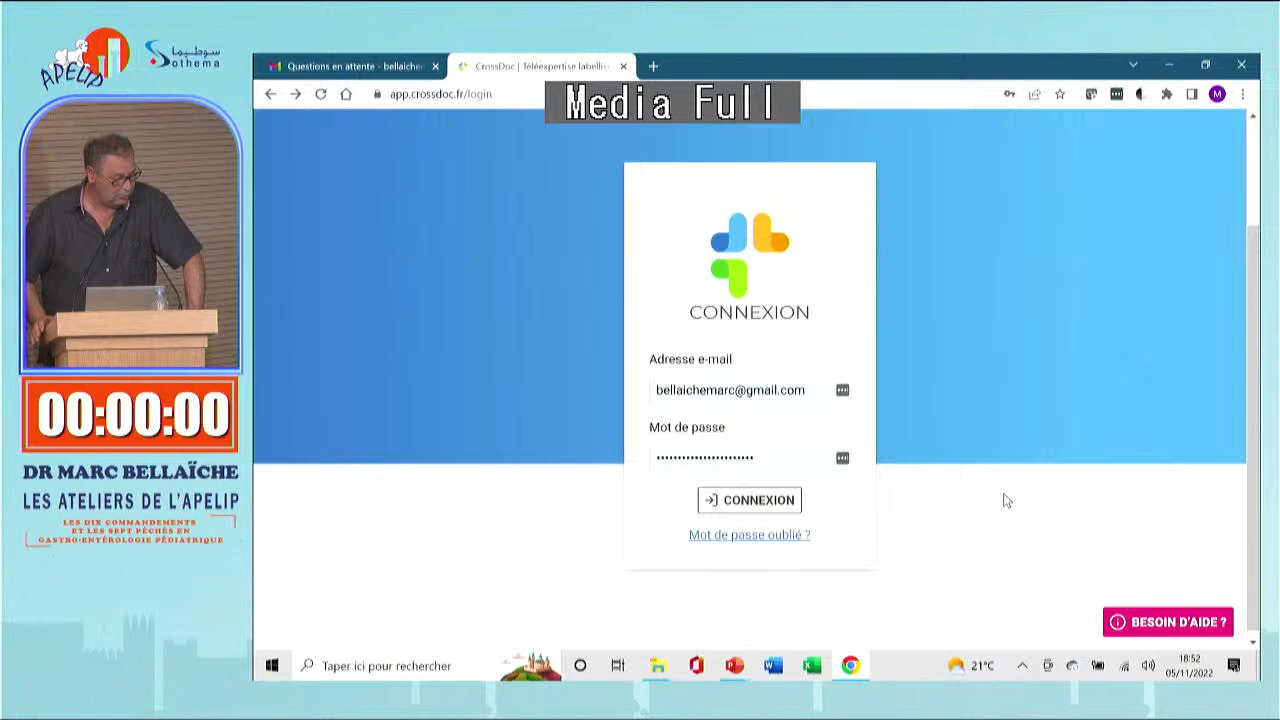 APELIP
سوطيما
Sothema
Questions en attente - bellaichem
CrossDoc | Téléexpertise labellis
app.crossdoc.fr/login
Media Full
M
CONNEXION
Adresse e-mail
bellaichemarc@gmail.com
Mot de passe
•••••••••••••••••••••••
CONNEXION
Mot de passe oublié ?
BESOIN D'AIDE ?
00:00:00
DR MARC BELLAÏCHE
LES ATELIERS DE L'APELIP
LES DIX COMMANDEMENTS
ET LES SEPT PÉCHÉS EN
GASTRO-ENTÉROLOGIE PÉDIATRIQUE
Taper ici pour rechercher
21°C
18:52
05/11/2022